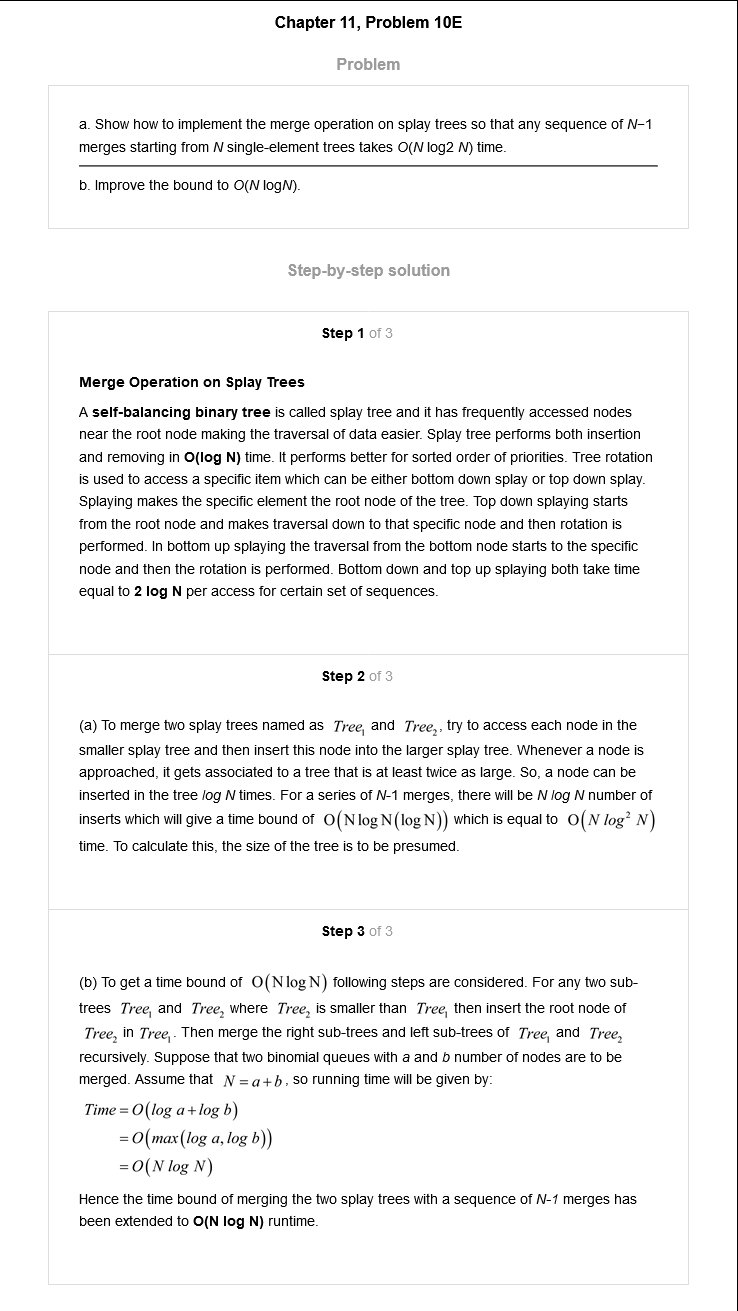 Chapter 11, Problem 10E
Problem
a. Show how to implement the merge operation on splay trees so that any sequence of N–1
merges starting from N single-element trees takes O(N log2 N) time.
b. Improve the bound to O(N logN).
Step-by-step solution
Step 1 of 3
Merge Operation on Splay Trees
A self-balancing binary tree is called splay tree and it has frequently accessed nodes
near the root node making the traversal of data easier. Splay tree performs both insertion
and removing in O(log N) time. It performs better for sorted order of priorities. Tree rotation
is used to access a specific item which can be either bottom down splay or top down splay.
Splaying makes the specific element the root node of the tree. Top down splaying starts
from the root node and makes traversal down to that specific node and then rotation is
performed. In bottom up splaying the traversal from the bottom node starts to the specific
node and then the rotation is performed. Bottom down and top up splaying both take time
equal to 2 log N per access for certain set of sequences.
Step 2 of 3
(a) To merge two splay trees named as Tree₁ and Tree₂, try to access each node in the
smaller splay tree and then insert this node into the larger splay tree. Whenever a node is
approached, it gets associated to a tree that is at least twice as large. So, a node can be
inserted in the tree log N times. For a series of N-1 merges, there will be N log N number of
inserts which will give a time bound of O(N log N(log N)) which is equal to O(N log² N)
time. To calculate this, the size of the tree is to be presumed.
Step 3 of 3
(b) To get a time bound of O(N log N) following steps are considered. For any two sub-
trees Tree₁ and Tree₂ where Tree₂ is smaller than Tree₁ then insert the root node of
Tree₂ in Tree₁. Then merge the right sub-trees and left sub-trees of Tree₁ and Tree₂
recursively. Suppose that two binomial queues with a and b number of nodes are to be
merged. Assume that N = a + b, so running time will be given by:
Time = O(log a + log b)
= O(max(log a, log b))
= O(N log N)
Hence the time bound of merging the two splay trees with a sequence of N-1 merges has
been extended to O(N log N) runtime.